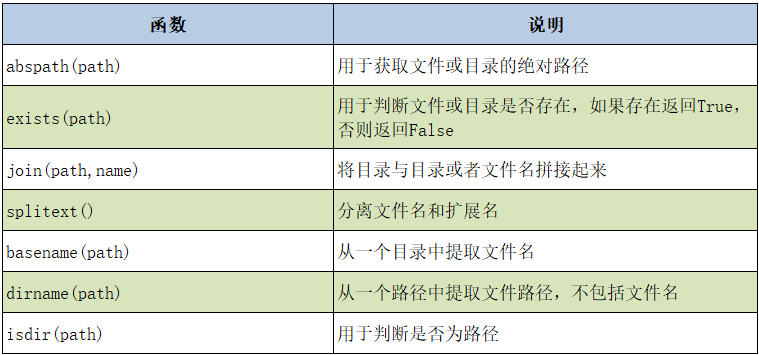 函数 说明
abspath(path) 用于获取文件或目录的绝对路径
exists(path) 用于判断文件或目录是否存在，如果存在返回True，
否则返回False
join(path,name) 将目录与目录或者文件名拼接起来
splitext() 分离文件名和扩展名
basename(path) 从一个目录中提取文件名
dirname(path) 从一个路径中提取文件路径，不包括文件名
isdir(path) 用于判断是否为路径